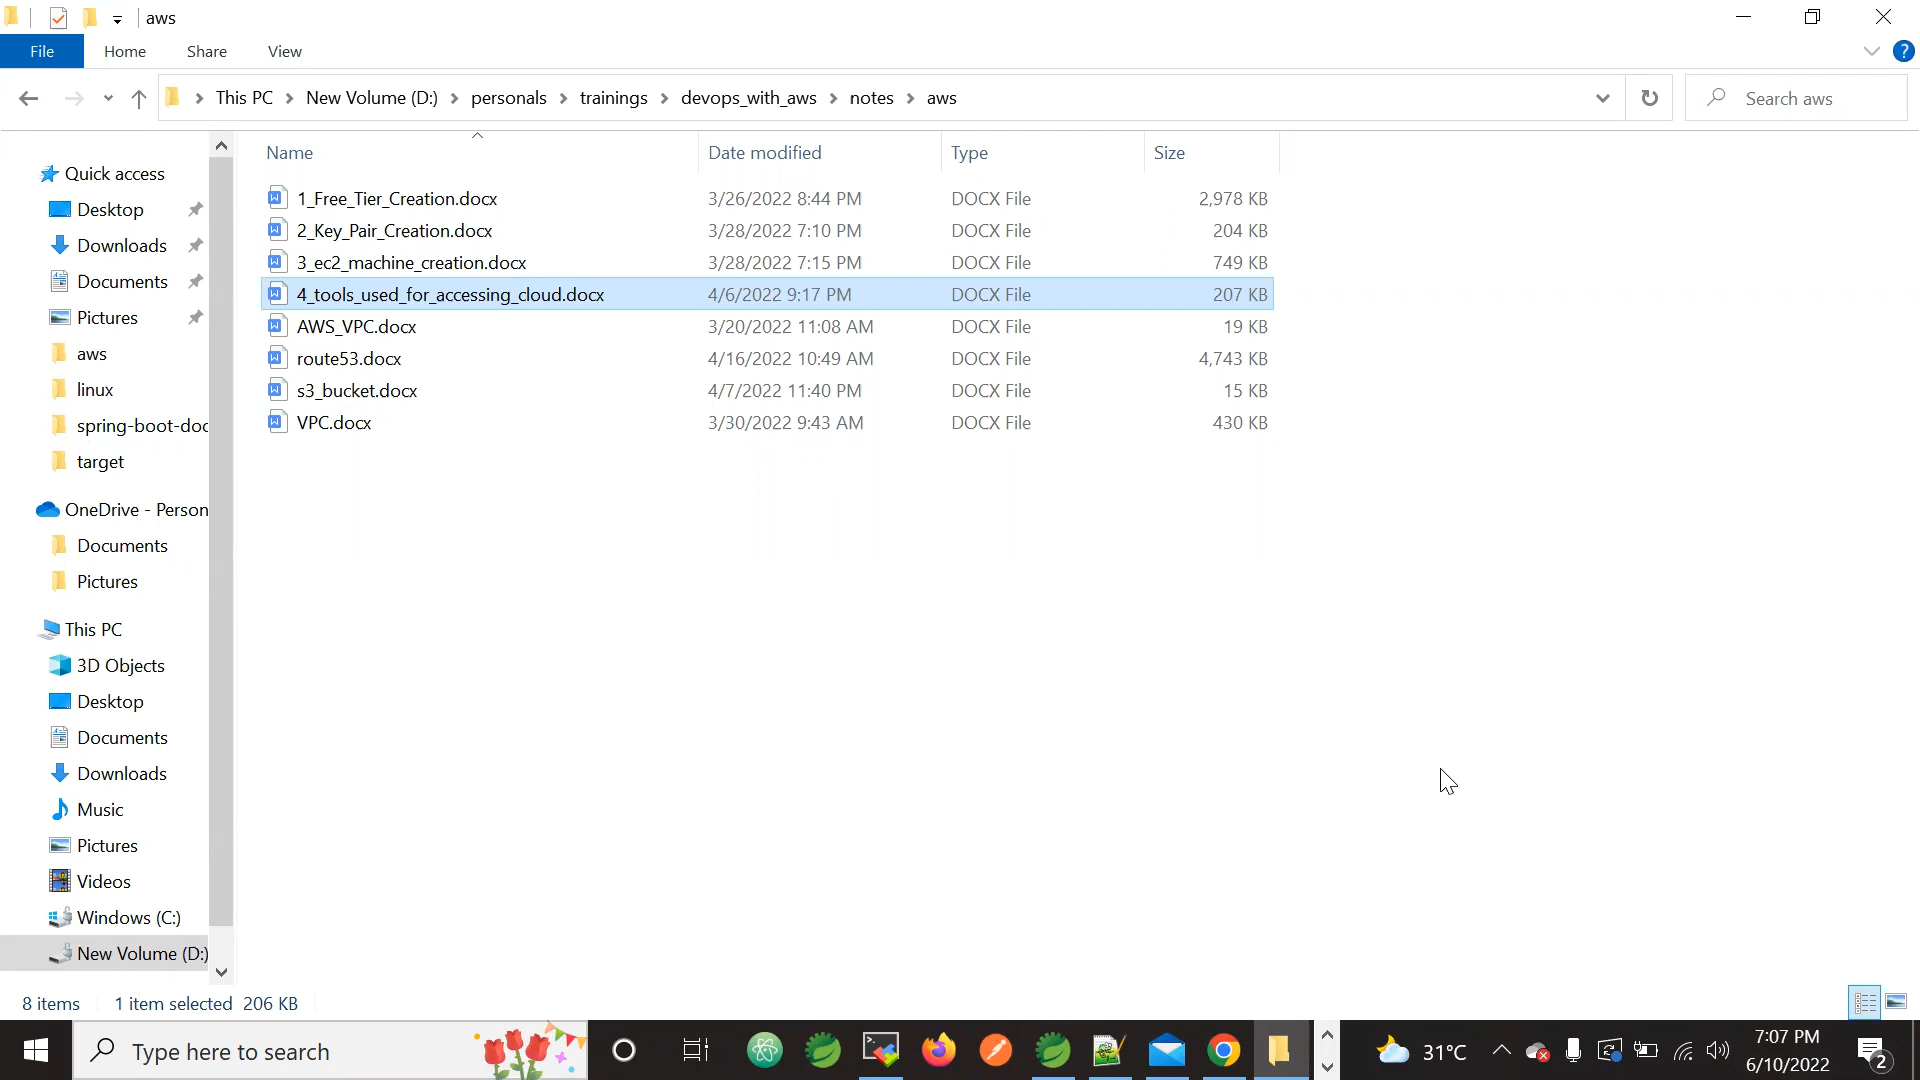 aws
File Home Share View
This PC New Volume (D:) personals trainings devops_with_aws notes aws Search aws
Name Date modified Type Size
1_Free_Tier_Creation.docx 3/26/2022 8:44 PM DOCX File 2,978 KB
2_Key_Pair_Creation.docx 3/28/2022 7:10 PM DOCX File 204 KB
3_ec2_machine_creation.docx 3/28/2022 7:15 PM DOCX File 749 KB
4_tools_used_for_accessing_cloud.docx 4/6/2022 9:17 PM DOCX File 207 KB
AWS_VPC.docx 3/20/2022 11:08 AM DOCX File 19 KB
route53.docx 4/16/2022 10:49 AM DOCX File 4,743 KB
s3_bucket.docx 4/7/2022 11:40 PM DOCX File 15 KB
VPC.docx 3/30/2022 9:43 AM DOCX File 430 KB
Quick access
Desktop
Downloads
Documents
Pictures
aws
linux
spring-boot-doc
target
OneDrive - Person
Documents
Pictures
This PC
3D Objects
Desktop
Documents
Downloads
Music
Pictures
Videos
Windows (C:)
New Volume (D:)
8 items 1 item selected 206 KB
Type here to search
31°C
7:07 PM
6/10/2022
2